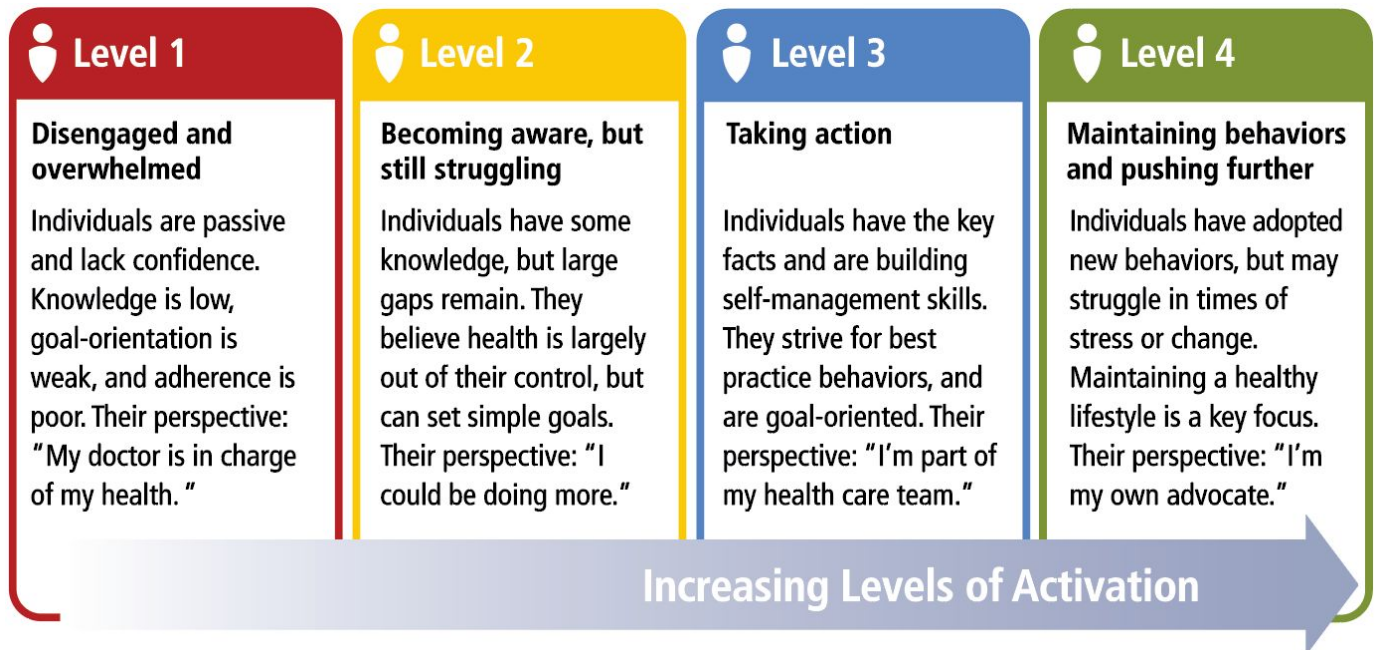 Level 1
Disengaged and
overwhelmed
Individuals are passive
and lack confidence.
Knowledge is low,
goal-orientation is
weak, and adherence is
poor. Their perspective:
"My doctor is in charge
of my health. "
Level 2
Becoming aware, but
still struggling
Individuals have some
knowledge, but large
gaps remain. They
believe health is largely
out of their control, but
can set simple goals.
Their perspective: "I
could be doing more."
Level 3
Taking action
Individuals have the key
facts and are building
self-management skills.
They strive for best
practice behaviors, and
are goal-oriented. Their
perspective: "I'm part of
my health care team."
Level 4
Maintaining behaviors
and pushing further
Individuals have adopted
new behaviors, but may
struggle in times of
stress or change.
Maintaining a healthy
lifestyle is a key focus.
Their perspective: "I'm
my own advocate."
Increasing Levels of Activation